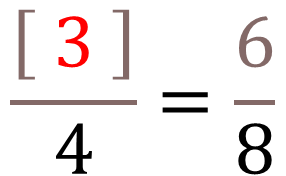 [ 3 ] / 4 = 6 / 8